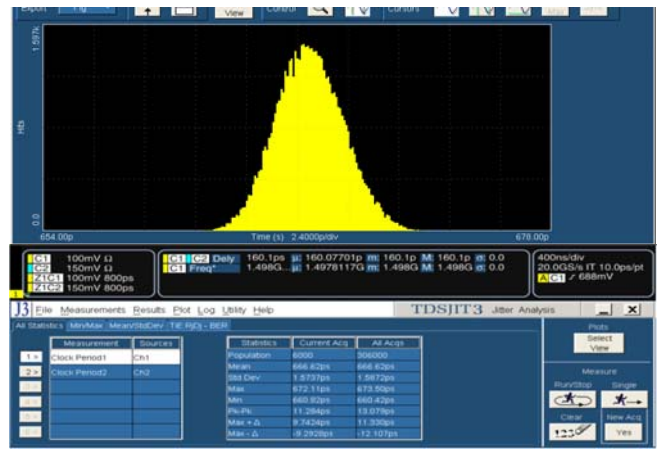 Export
View
Control
Cursors
1.597k
Hits
0.0
654.00p Time (s) 2.4000p/div 678.00p
C1 100mV Ω
C2 150mV Ω
Z1C1 100mV 800ps
Z1C2 150mV 800ps
C1 C2 Dely 160.1ps µ: 160.07701p m: 160.1p M: 160.1p σ: 0.0
C1 Freq* 1.498G... µ: 1.4978117G m: 1.498G M: 1.498G σ: 0.0
400ns/div
20.0GS/s IT 10.0ps/pt
A C1 688mV
1
J3 File Measurements Results Plot Log Utility Help TDSJIT3 Jitter Analysis _ X
All Statistics Min/Max Mean/StdDev TIE:RjDj - BER
Measurement Sources
1 > Clock Period1 Ch1
2 > Clock Period2 Ch2
Statistics Current Acq All Acqs
Population 6000 306000
Mean 666.62ps 666.62ps
Std Dev 1.5737ps 1.5872ps
Max 672.11ps 673.50ps
Min 660.82ps 660.42ps
Pk-Pk 11.284ps 13.079ps
Max + Δ 9.7424ps 11.330ps
Max - Δ -9.2928ps -12.107ps
Plots
Select View
Measure
Run/Stop Single
Clear New Acq
123 Yes